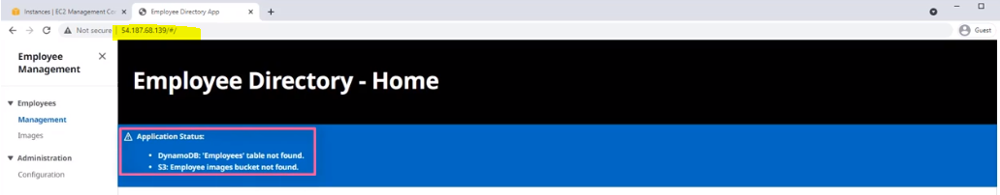 Instances | EC2 Management Co
Employee Directory App
Not secure | 54.187.68.139/#/
Guest
Employee
Management
Employee Directory - Home
Employees
Management
Images
Administration
Configuration
Application Status:
• DynamoDB: 'Employees' table not found.
• S3: Employee images bucket not found.